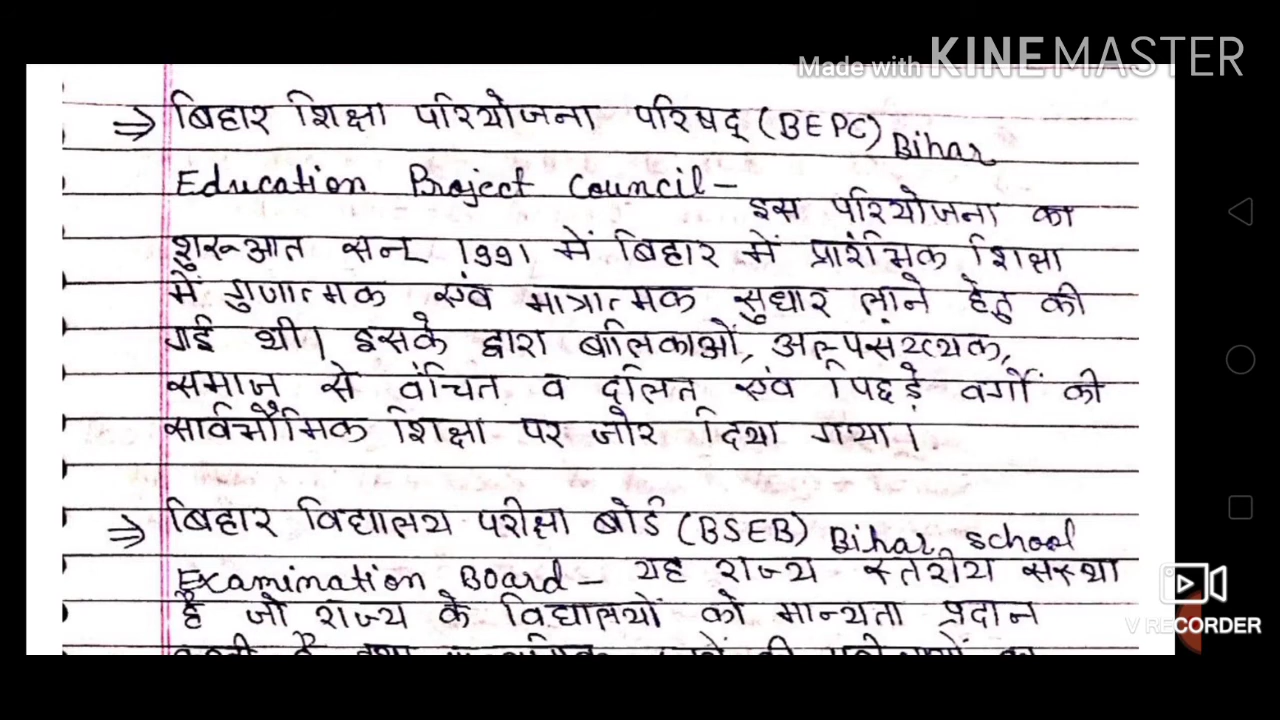 Made with KINEMASTER
⇒ बिहार शिक्षा परियोजना परिषद् (BEPC) Bihar
Education Project Council -
इस परियोजना का
शुरूआत सन् 1991 में बिहार में प्रारंभिक शिक्षा
में गुणात्मक एंव मात्रात्मक सुधार लाने हेतु की
गई थी। इसके द्वारा बालिकाओं, अल्पसंख्यक,
समाज से वंचित व दलित एंव पिछड़े वर्गों की
सार्वभौमिक शिक्षा पर जोर दिया गया।
⇒ बिहार विद्यालय परीक्षा बोर्ड (BSEB) Bihar school
Examination Board - यह राज्य स्तरीय संस्था
है जो राज्य के विद्यालयों को मान्यता प्रदान
V RECORDER